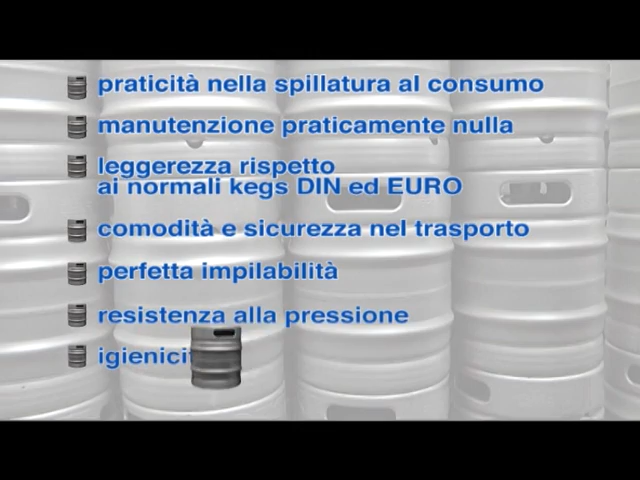 praticità nella spillatura al consumo
manutenzione praticamente nulla
leggerezza rispetto
ai normali kegs DIN ed EURO
comodità e sicurezza nel trasporto
perfetta impilabilità
resistenza alla pressione